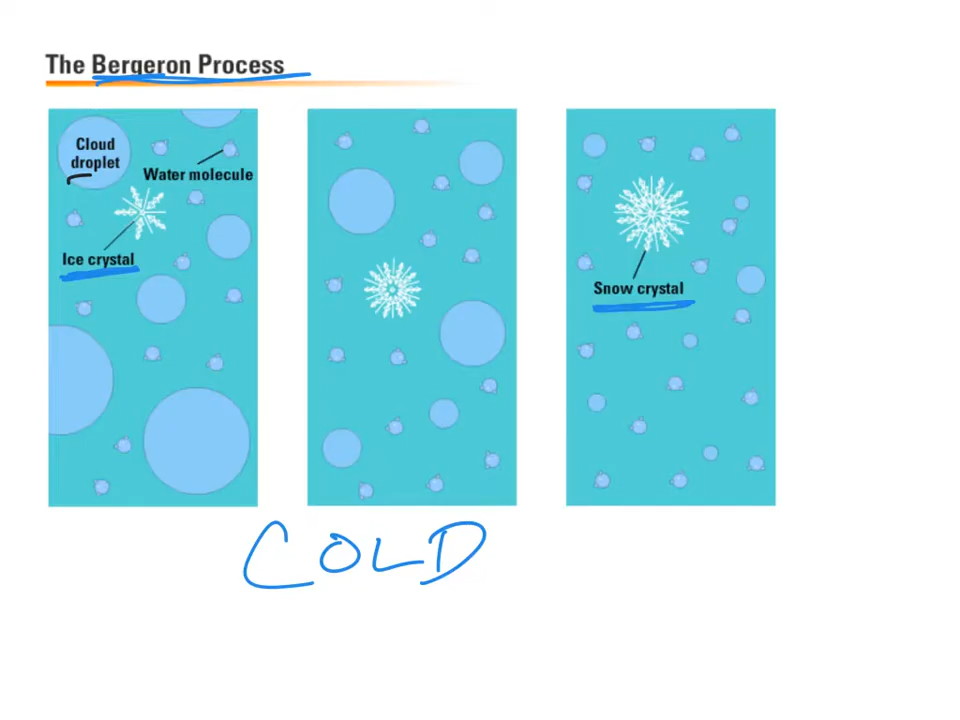 The Bergeron Process
Cloud
droplet
Water molecule
Ice crystal
Snow crystal
COLD